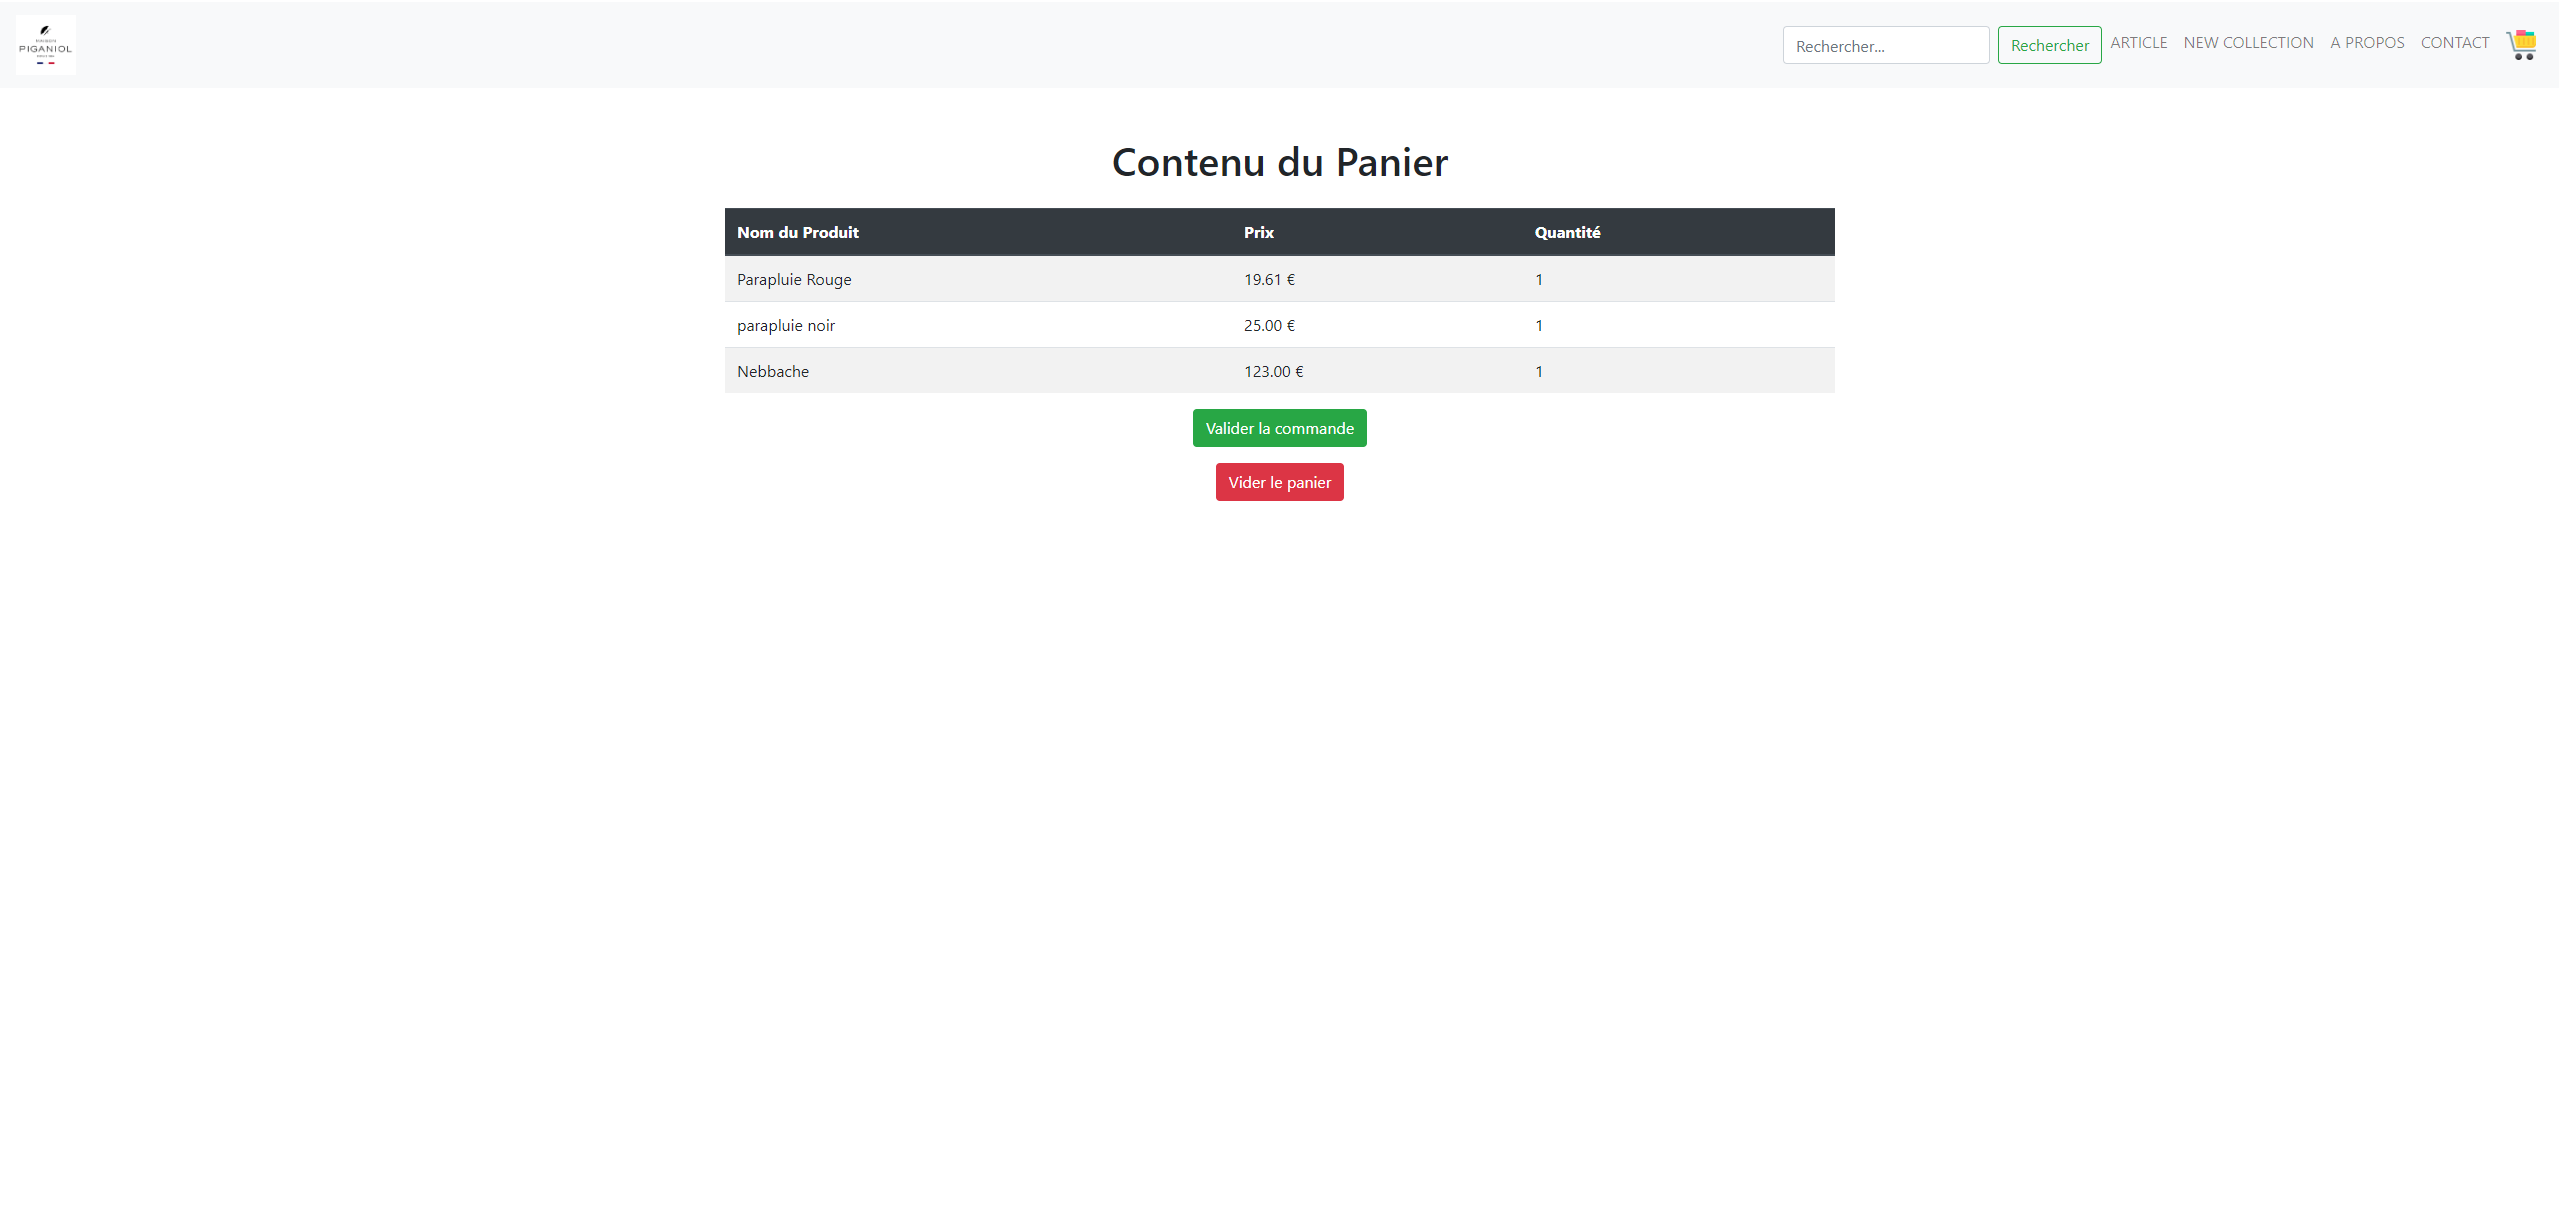 PIGANIOL
Rechercher... Rechercher ARTICLE NEW COLLECTION A PROPOS CONTACT
Contenu du Panier
Nom du Produit Prix Quantité
Parapluie Rouge 19.61 € 1
parapluie noir 25.00 € 1
Nebbache 123.00 € 1
Valider la commande
Vider le panier